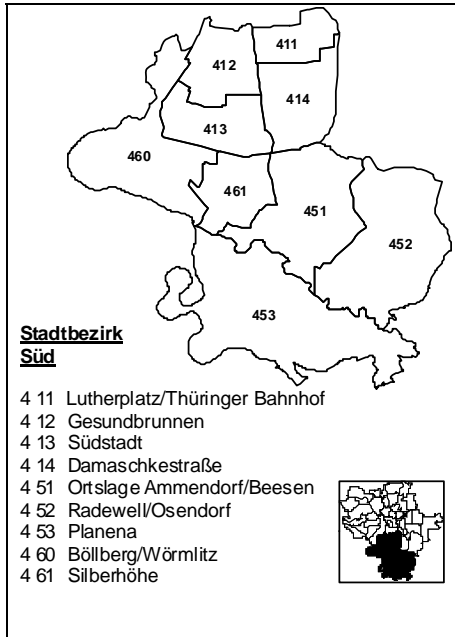 411
412
414
413
460
461
451
452
453
Stadtbezirk
Süd
4 11 Lutherplatz/Thüringer Bahnhof
4 12 Gesundbrunnen
4 13 Südstadt
4 14 Damaschkestraße
4 51 Ortslage Ammendorf/Beesen
4 52 Radewell/Osendorf
4 53 Planena
4 60 Böllberg/Wörmlitz
4 61 Silberhöhe